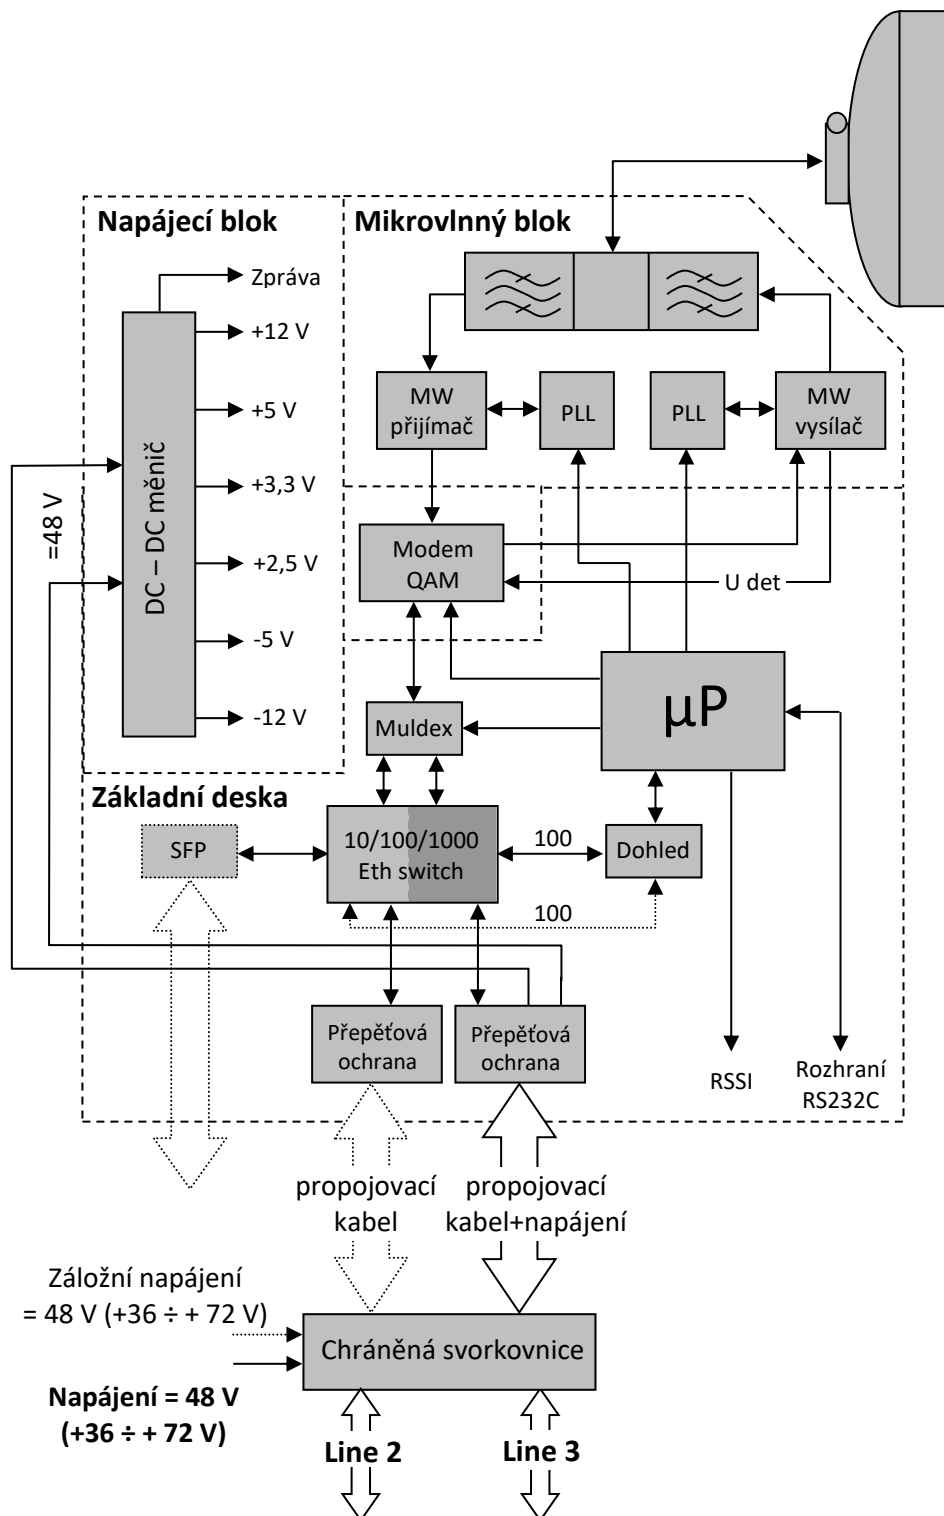 Napájecí blok
Mikrovlnný blok
Zpráva
+12 V
+5 V
+3,3 V
+2,5 V
-5 V
-12 V
DC – DC měnič
=48 V
MW
přijímač
PLL
PLL
MW
vysílač
Modem
QAM
U det
µP
Muldex
Základní deska
SFP
10/100/1000
Eth switch
100
Dohled
100
Přepěťová
ochrana
Přepěťová
ochrana
RSSI
Rozhraní
RS232C
propojovací
kabel
propojovací
kabel+napájení
Záložní napájení
= 48 V (+36 ÷ + 72 V)
Chráněná svorkovnice
Napájení = 48 V
(+36 ÷ + 72 V)
Line 2
Line 3